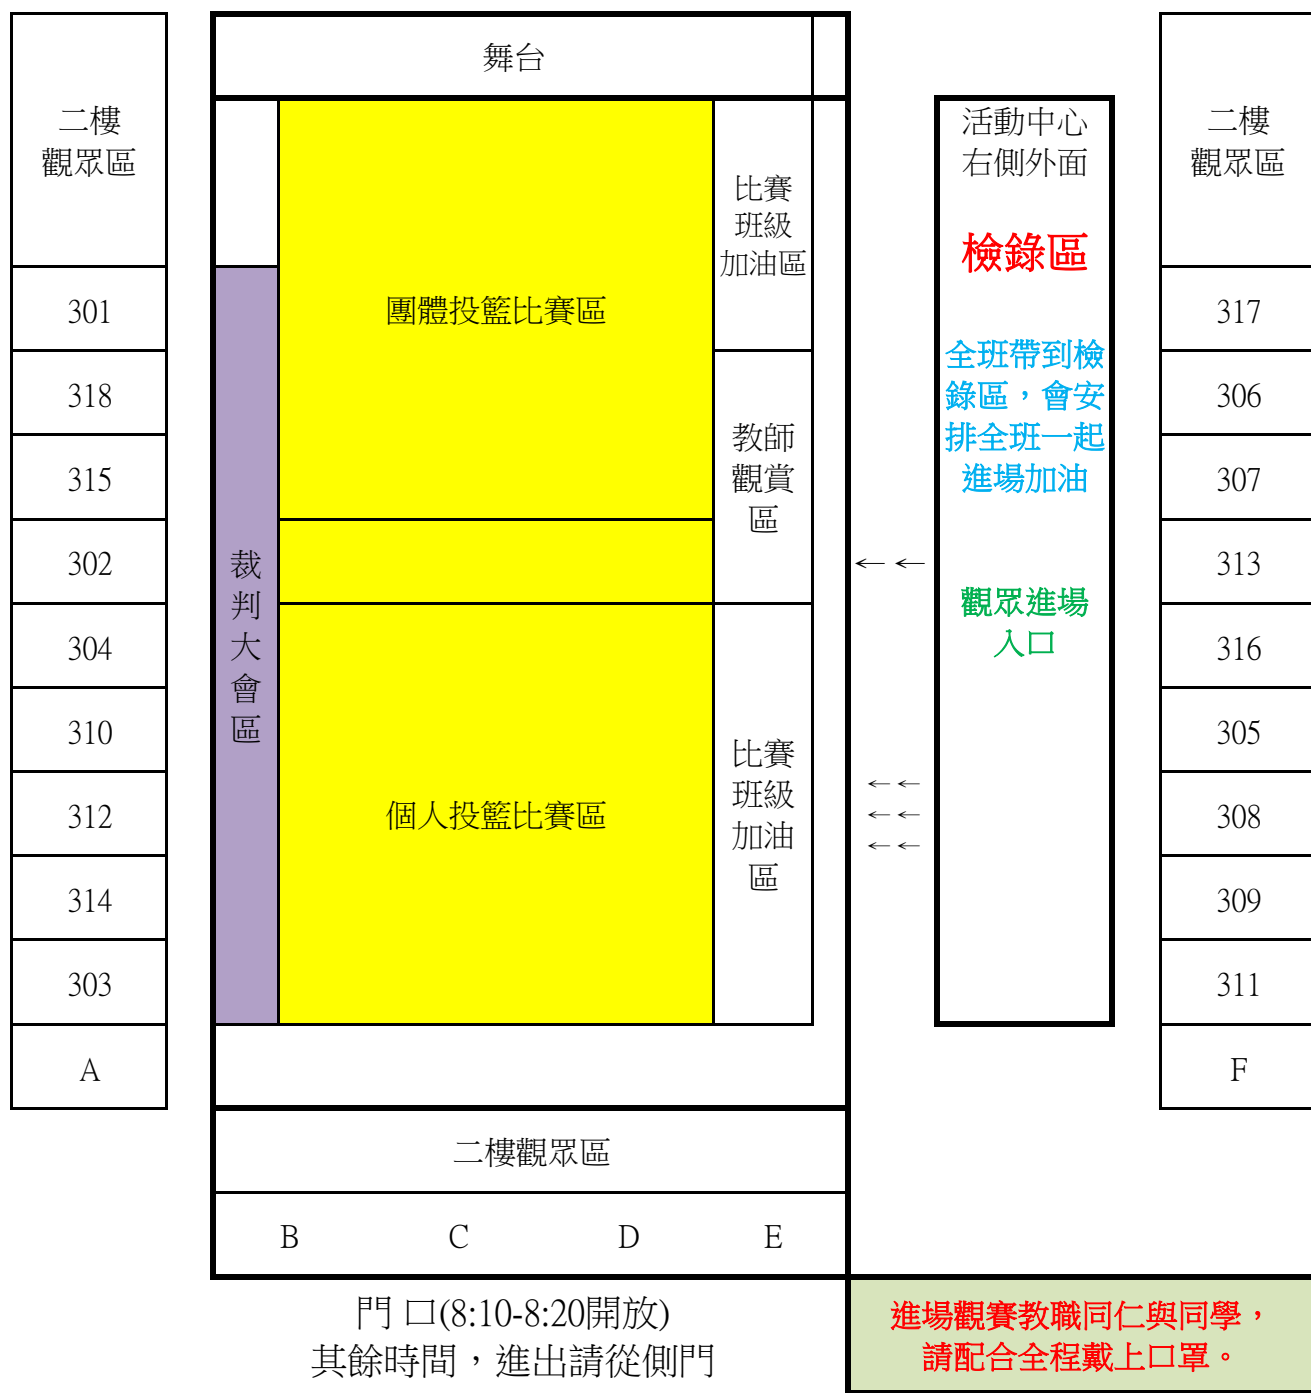 二樓
觀眾區
301
318
315
302
304
310
312
314
303
A
舞台
團體投籃比賽區
個人投籃比賽區
裁
判
大
會
區
比賽
班級
加油區
教師
觀賞
區
比賽
班級
加油
區
←←
←←
←←
←←
活動中心
右側外面
檢錄區
全班帶到檢
錄區，會安
排全班一起
進場加油
觀眾進場
入口
二樓
觀眾區
317
306
307
313
316
305
308
309
311
F
二樓觀眾區
B C D E
門 口(8:10-8:20開放)
其餘時間，進出請從側門
進場觀賽教職同仁與同學，
請配合全程戴上口罩。